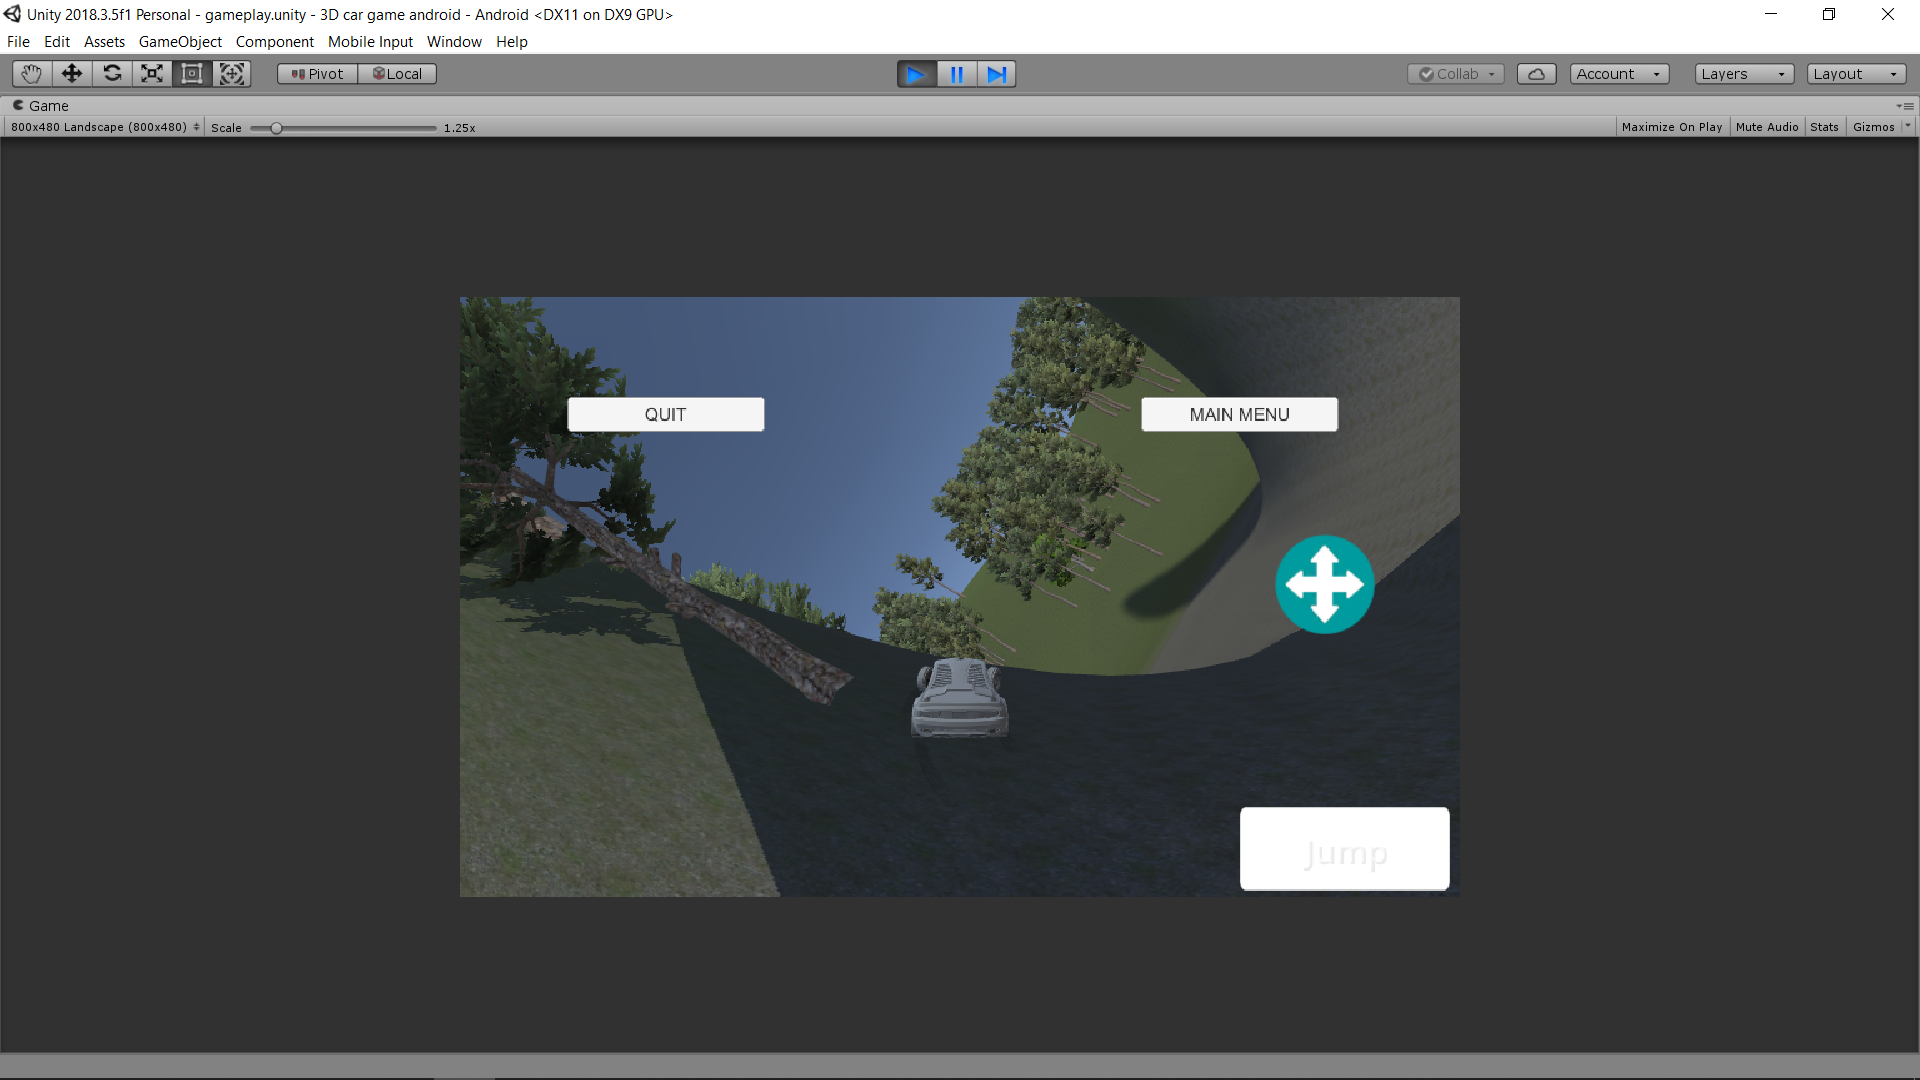 Unity 2018.3.5f1 Personal - gameplay.unity - 3D car game android - Android <DX11 on DX9 GPU>
File Edit Assets GameObject Component Mobile Input Window Help
Pivot Local Collab Account Layers Layout
Game
800x480 Landscape (800x480) Scale 1.25x Maximize On Play Mute Audio Stats Gizmos
QUIT MAIN MENU
Jump